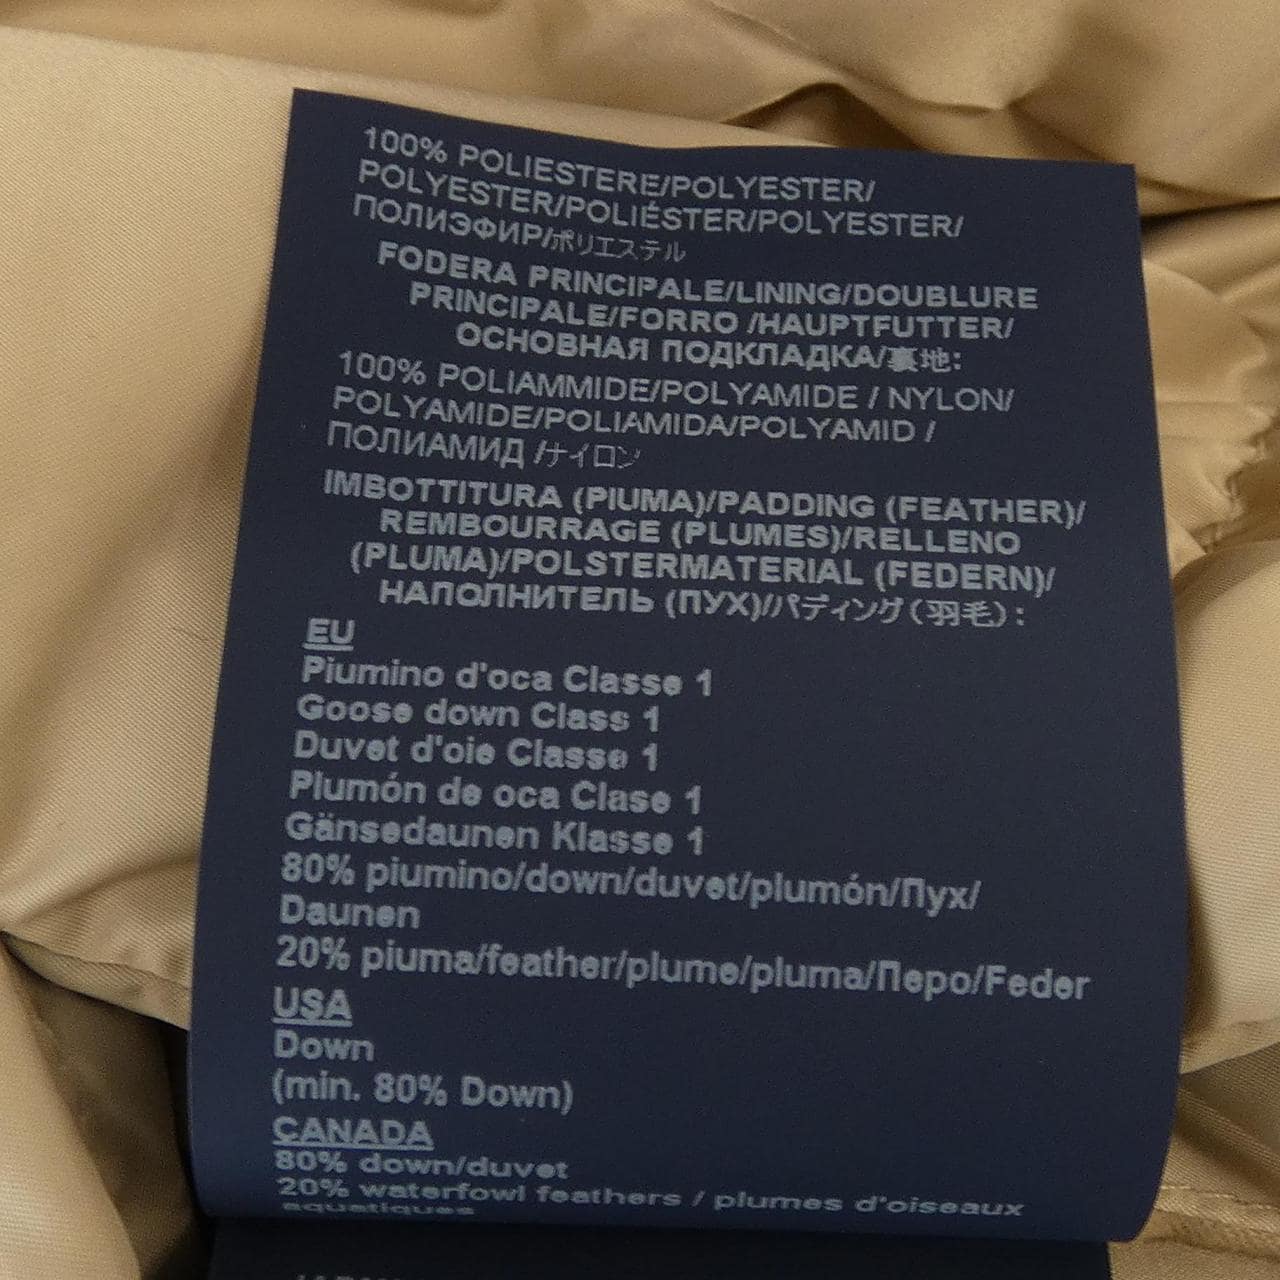 100% POLIESTERE/POLYESTER/
POLYESTER/POLIÉSTER/POLYESTER/
ПОЛИЭФИР/ポリエステル
FODERA PRINCIPALE/LINING/DOUBLURE
PRINCIPALE/FORRO /HAUPTFUTTER/
ОСНОВНАЯ ПОДКЛАДКА/裏地:
100% POLIAMMIDE/POLYAMIDE / NYLON/
POLYAMIDE/POLIAMIDA/POLYAMID /
ПОЛИАМИД /ナイロン
IMBOTTITURA (PIUMA)/PADDING (FEATHER)/
REMBOURRAGE (PLUMES)/RELLENO
(PLUMA)/POLSTERMATERIAL (FEDERN)/
НАПОЛНИТЕЛЬ (ПУХ)/パディング(羽毛):
EU
Piumino d'oca Classe 1
Goose down Class 1
Duvet d'oie Classe 1
Plumón de oca Clase 1
Gänsedaunen Klasse 1
80% piumino/down/duvet/plumón/Пух/
Daunen
20% piuma/feather/plume/pluma/Перо/Feder
USA
Down
(min. 80% Down)
CANADA
80% down/duvet
20% waterfowl feathers / plumes d'oiseaux
aquatiques